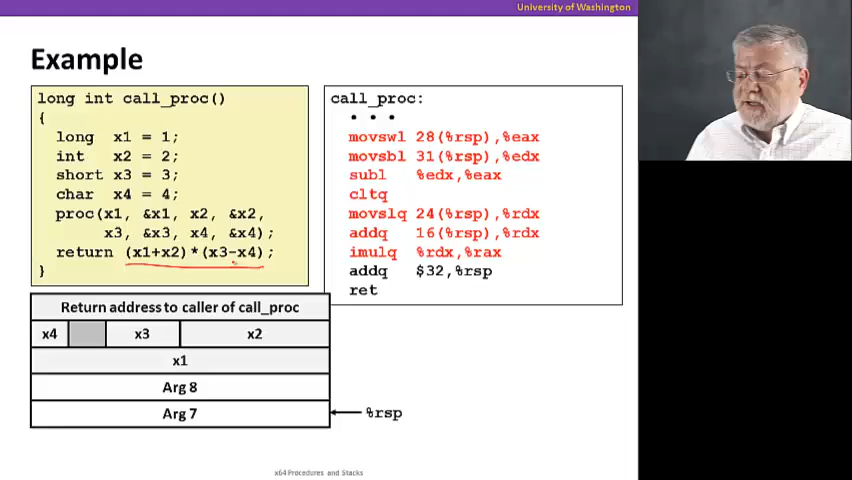 University of Washington
Example
long int call_proc()
{
long x1 = 1;
int x2 = 2;
short x3 = 3;
char x4 = 4;
proc(x1, &x1, x2, &x2,
x3, &x3, x4, &x4);
return (x1+x2)*(x3-x4);
}
call_proc:
• • •
movswl 28(%rsp),%eax
movsbl 31(%rsp),%edx
subl %edx,%eax
cltq
movslq 24(%rsp),%rdx
addq 16(%rsp),%rdx
imulq %rdx,%rax
addq $32,%rsp
ret
Return address to caller of call_proc
x4 x3 x2
x1
Arg 8
Arg 7
%rsp
x64 Procedures and Stacks